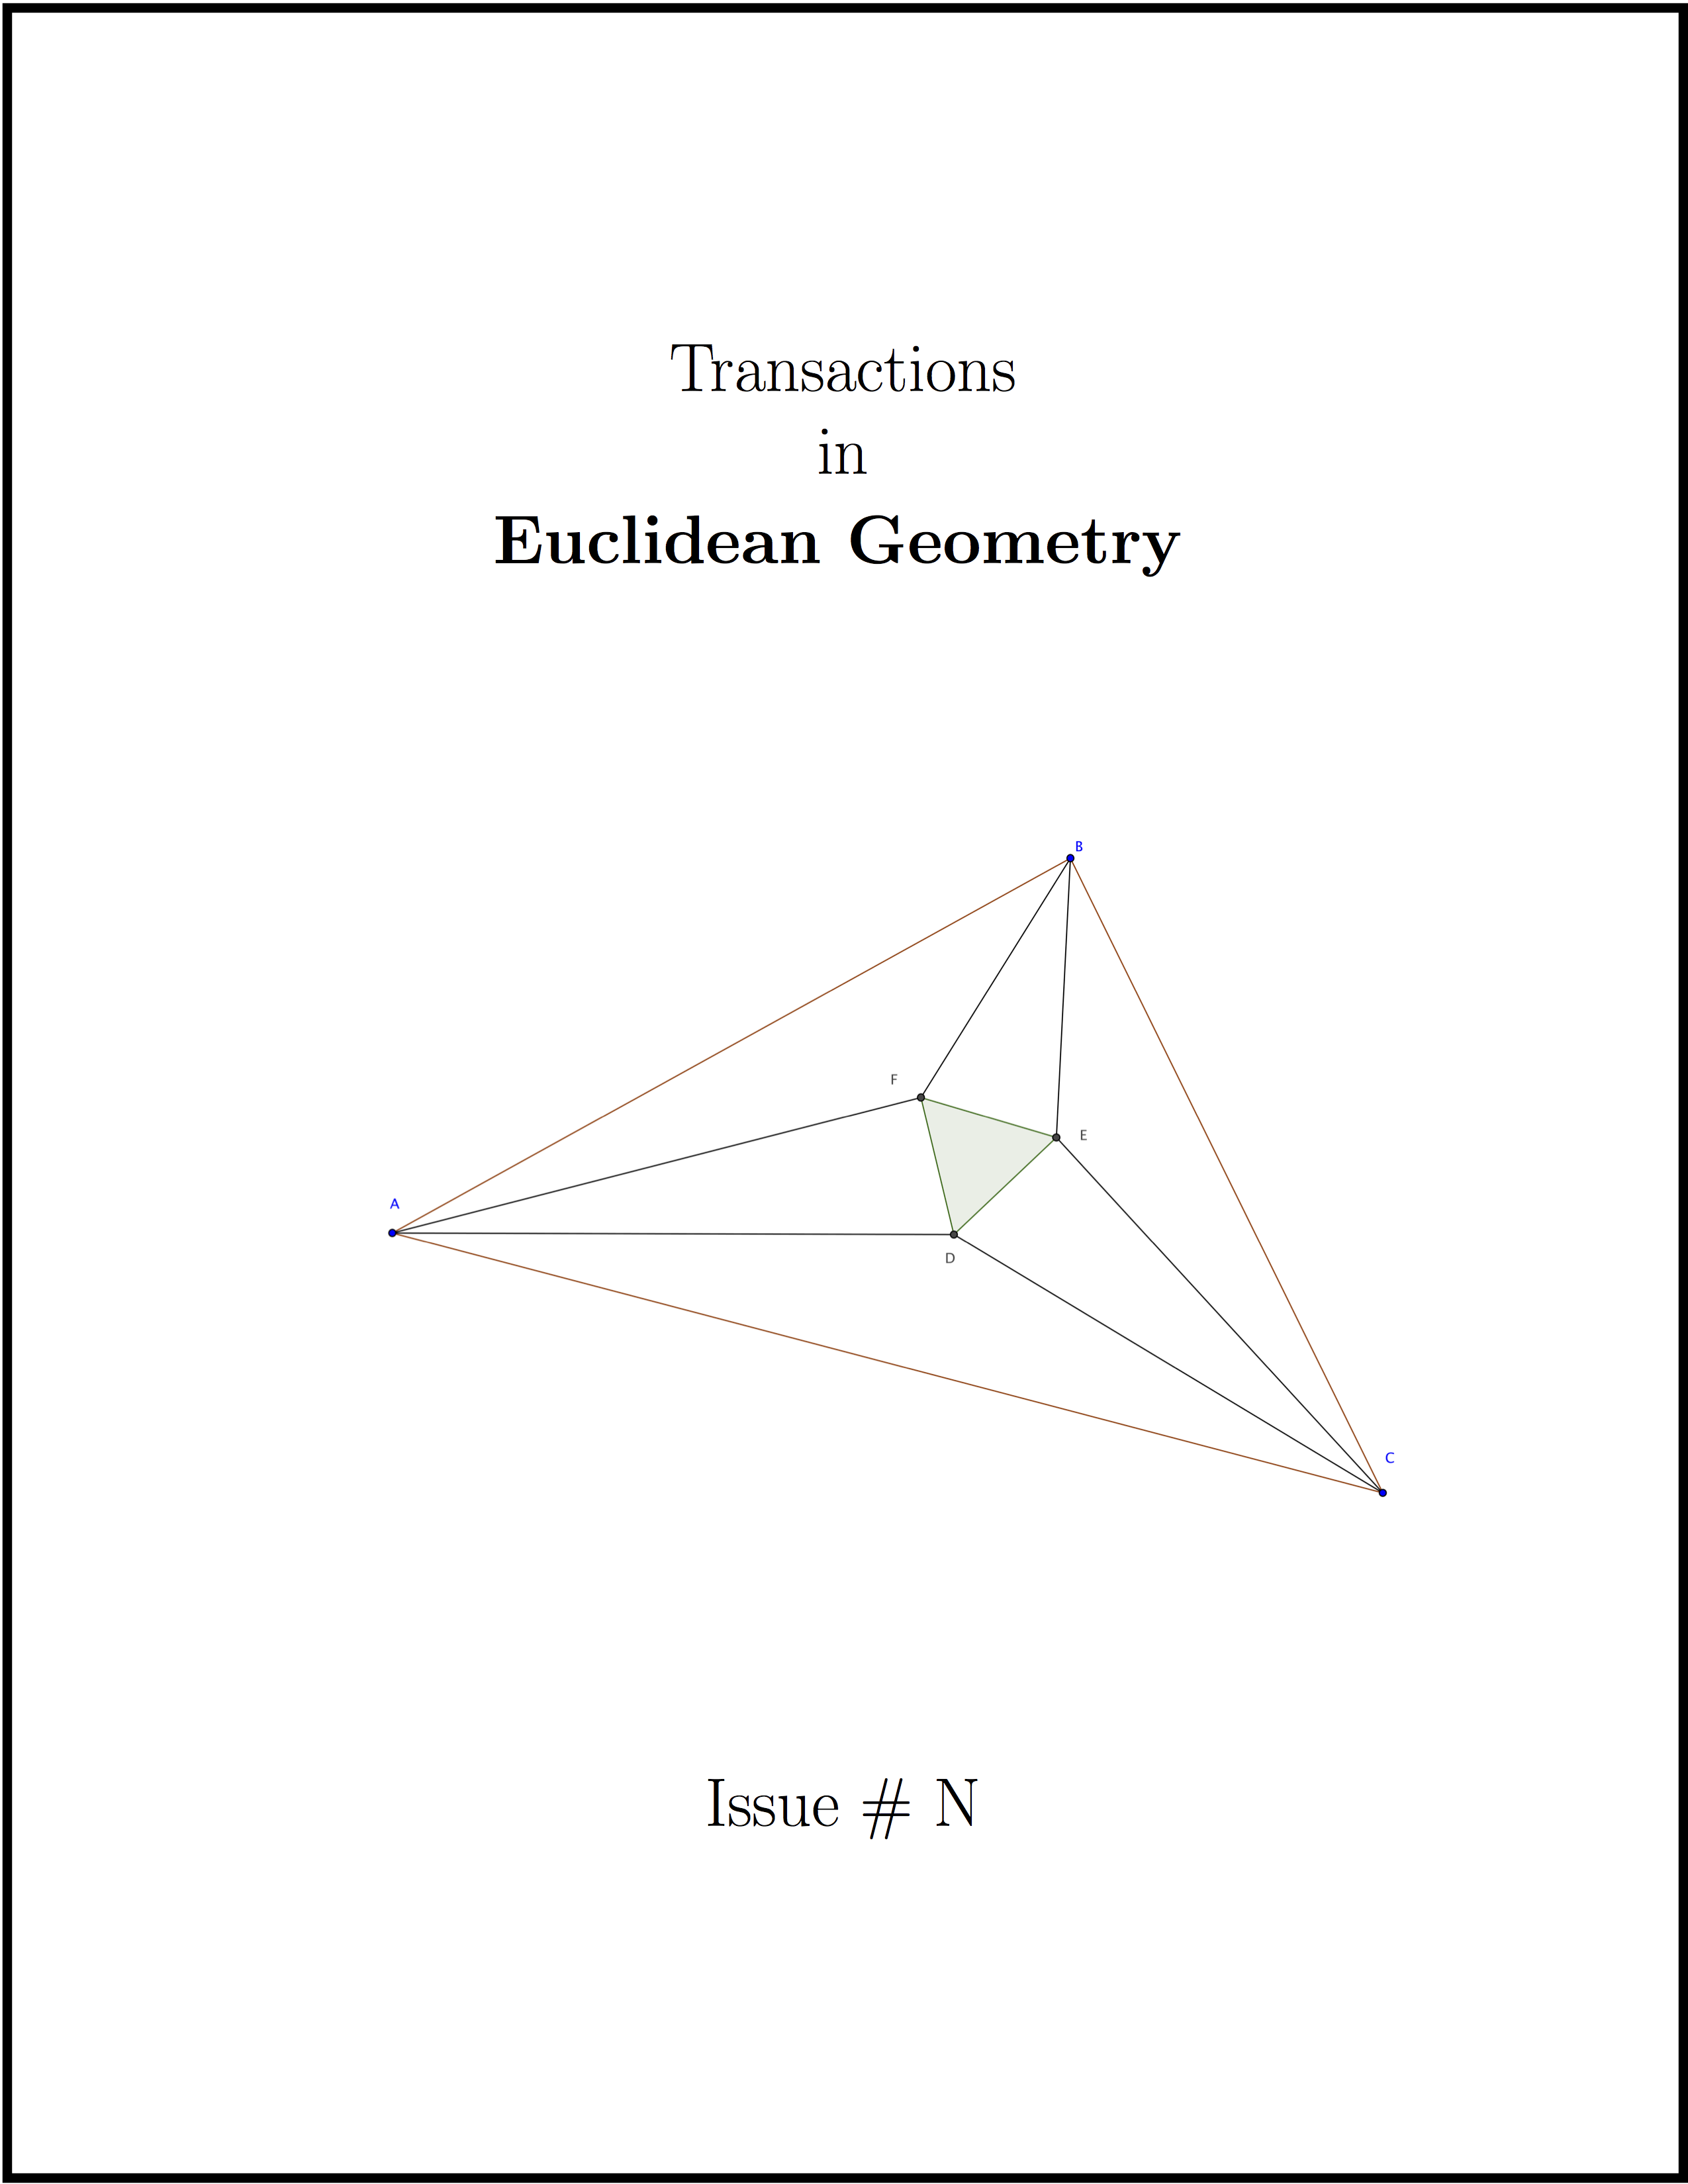 Transactions
in
Euclidean Geometry
B
F
E
A
D
C
Issue # N